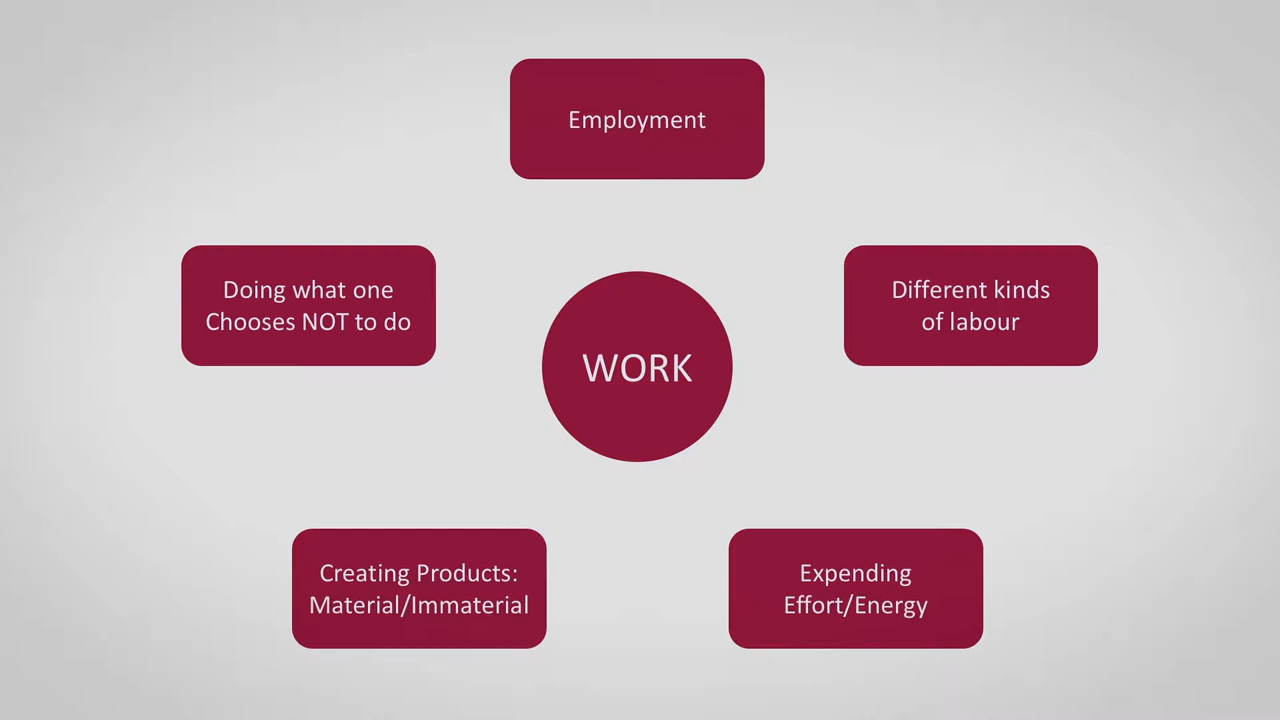 Employment
Doing what one
Chooses NOT to do
Different kinds
of labour
WORK
Creating Products:
Material/Immaterial
Expending
Effort/Energy